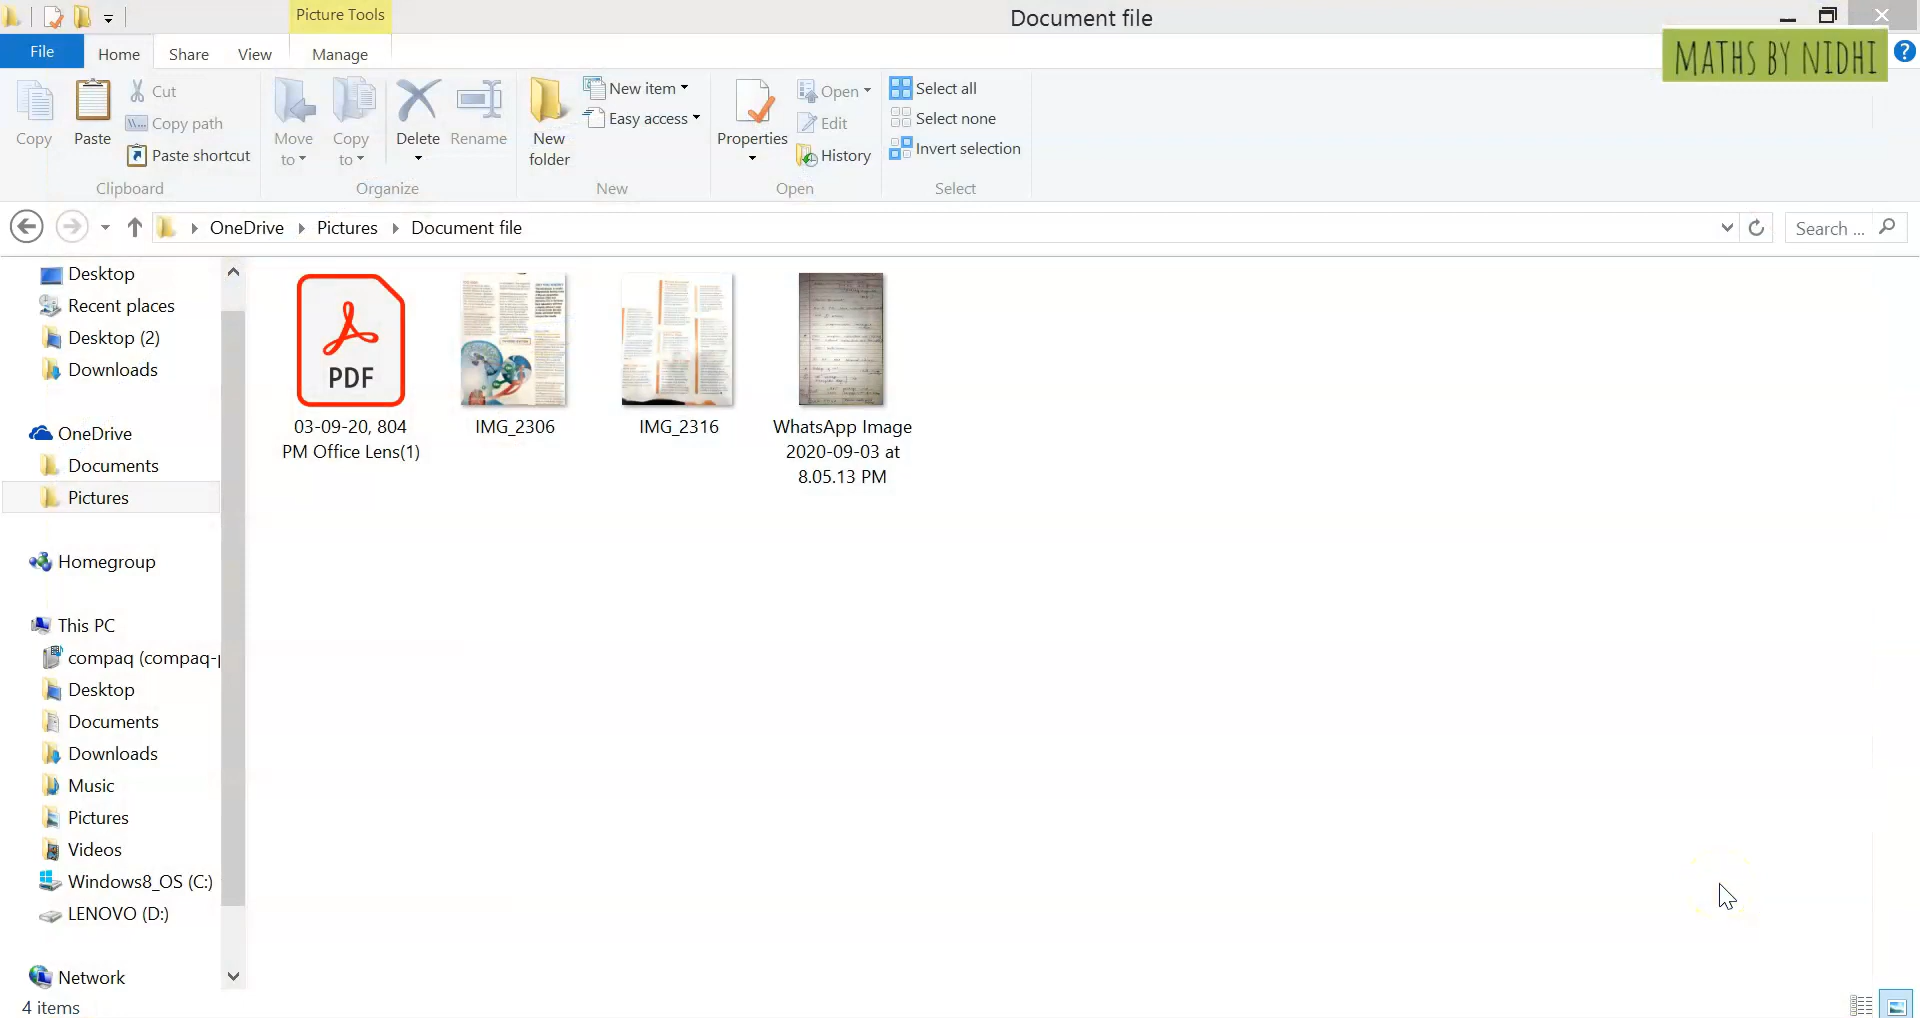 Picture Tools
Document file
File
Home
Share
View
Manage
MATHS BY NIDHI
?
Copy
Paste
Cut
Copy path
Paste shortcut
Clipboard
Move to
Copy to
Delete
Rename
Organize
New folder
New item
Easy access
New
Properties
Open
Edit
History
Open
Select all
Select none
Invert selection
Select
OneDrive
Pictures
Document file
Search ...
Desktop
Recent places
Desktop (2)
Downloads
OneDrive
Documents
Pictures
Homegroup
This PC
compaq (compaq-
Desktop
Documents
Downloads
Music
Pictures
Videos
Windows8_OS (C:)
LENOVO (D:)
Network
PDF
03-09-20, 804
PM Office Lens(1)
IMG_2306
IMG_2316
WhatsApp Image
2020-09-03 at
8.05.13 PM
4 items